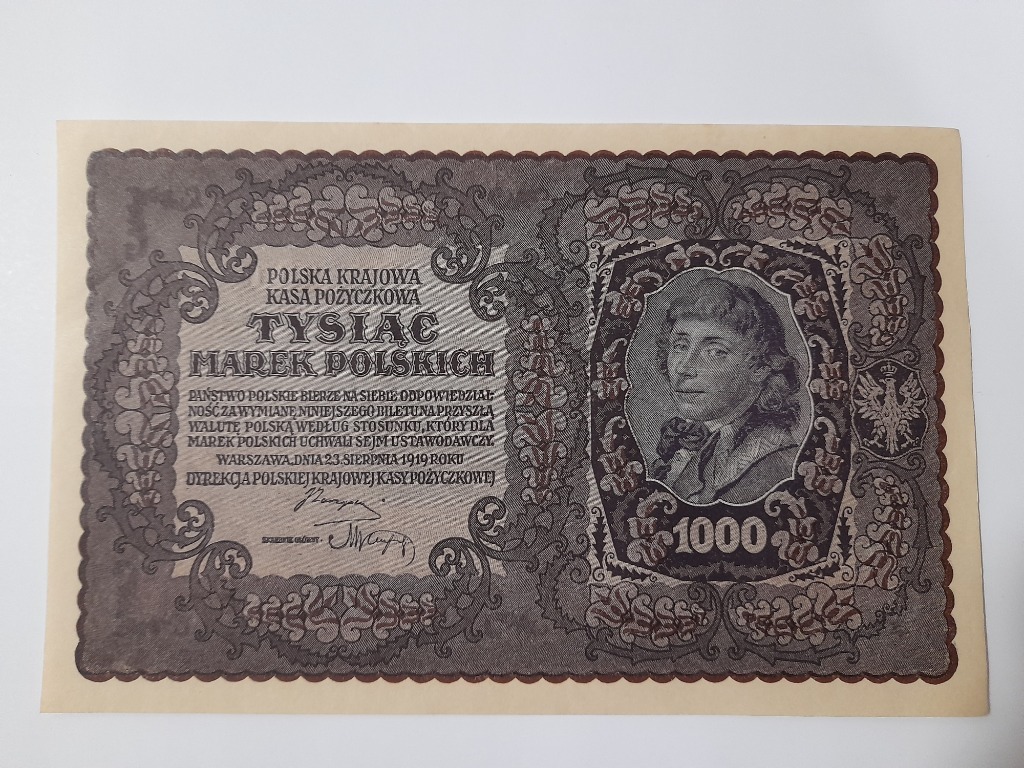 POLSKA KRAJOWA
KASA POŻYCZKOWA
TYSIĄC
MAREK POLSKICH
PAŃSTWO POLSKIE BIERZE NA SIEBIE ODPOWIEDZIAL-
NOŚĆ ZA WYMIANĘ NINIEJSZEGO BILETU NA PRZYSZŁĄ
WALUTĘ POLSKĄ WEDŁUG STOSUNKU, KTÓRY DLA
MAREK POLSKICH UCHWALI SEJM USTAWODAWCZY.
WARSZAWA, DNIA 23. SIERPNIA 1919 ROKU
DYREKCJA POLSKIEJ KRAJOWEJ KASY POŻYCZKOWEJ
SKARBNIK GŁÓWNY:
1000